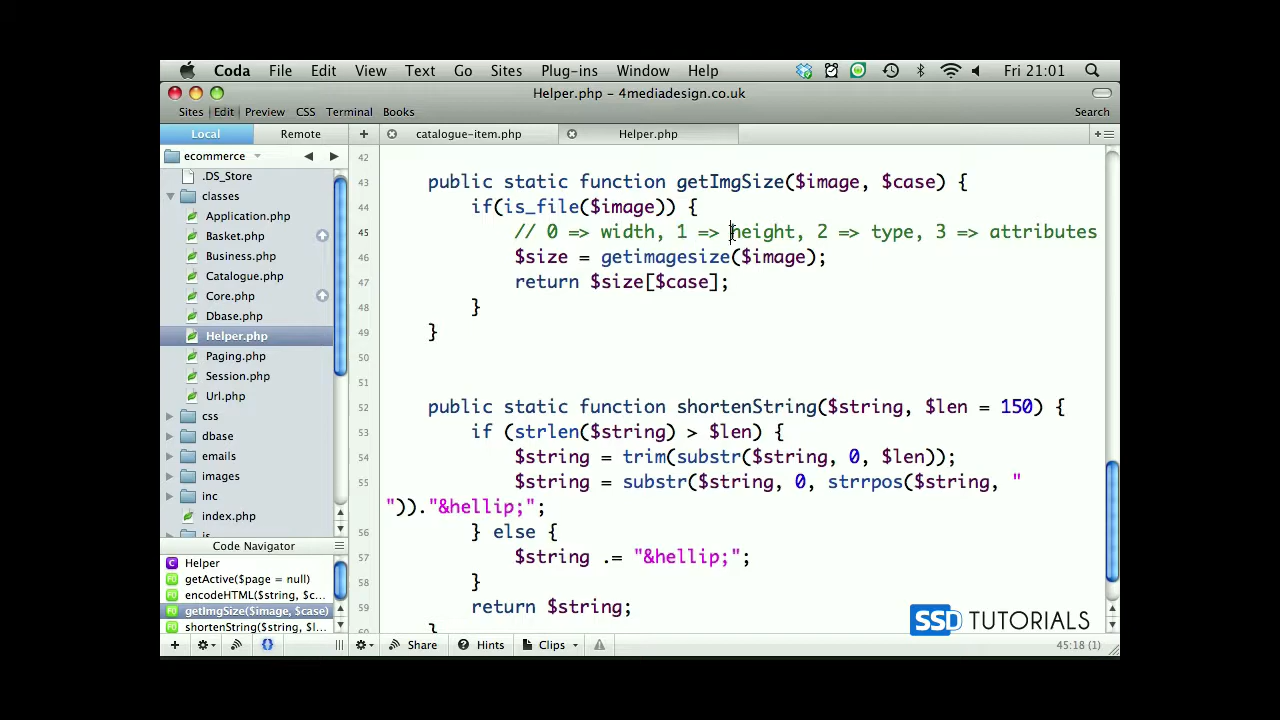 Coda File Edit View Text Go Sites Plug-ins Window Help Fri 21:01
Helper.php – 4mediadesign.co.uk
Sites Edit Preview CSS Terminal Books Search
Local Remote + catalogue-item.php Helper.php
ecommerce
.DS_Store
classes
Application.php
Basket.php
Business.php
Catalogue.php
Core.php
Dbase.php
Helper.php
Paging.php
Session.php
Url.php
css
dbase
emails
images
inc
index.php
js
Code Navigator
C Helper
F() getActive($page = null)
F() encodeHTML($string, $c...
F() getImgSize($image, $case)
F() shortenString($string, $l...
42
43 public static function getImgSize($image, $case) {
44 if(is_file($image)) {
45 // 0 => width, 1 => height, 2 => type, 3 => attributes
46 $size = getimagesize($image);
47 return $size[$case];
48 }
49 }
50
51
52 public static function shortenString($string, $len = 150) {
53 if (strlen($string) > $len) {
54 $string = trim(substr($string, 0, $len));
55 $string = substr($string, 0, strrpos($string, "
"))."&hellip;";
56 } else {
57 $string .= "&hellip;";
58 }
59 return $string;
60 }
SSD TUTORIALS
Share Hints Clips 45:18 (1)